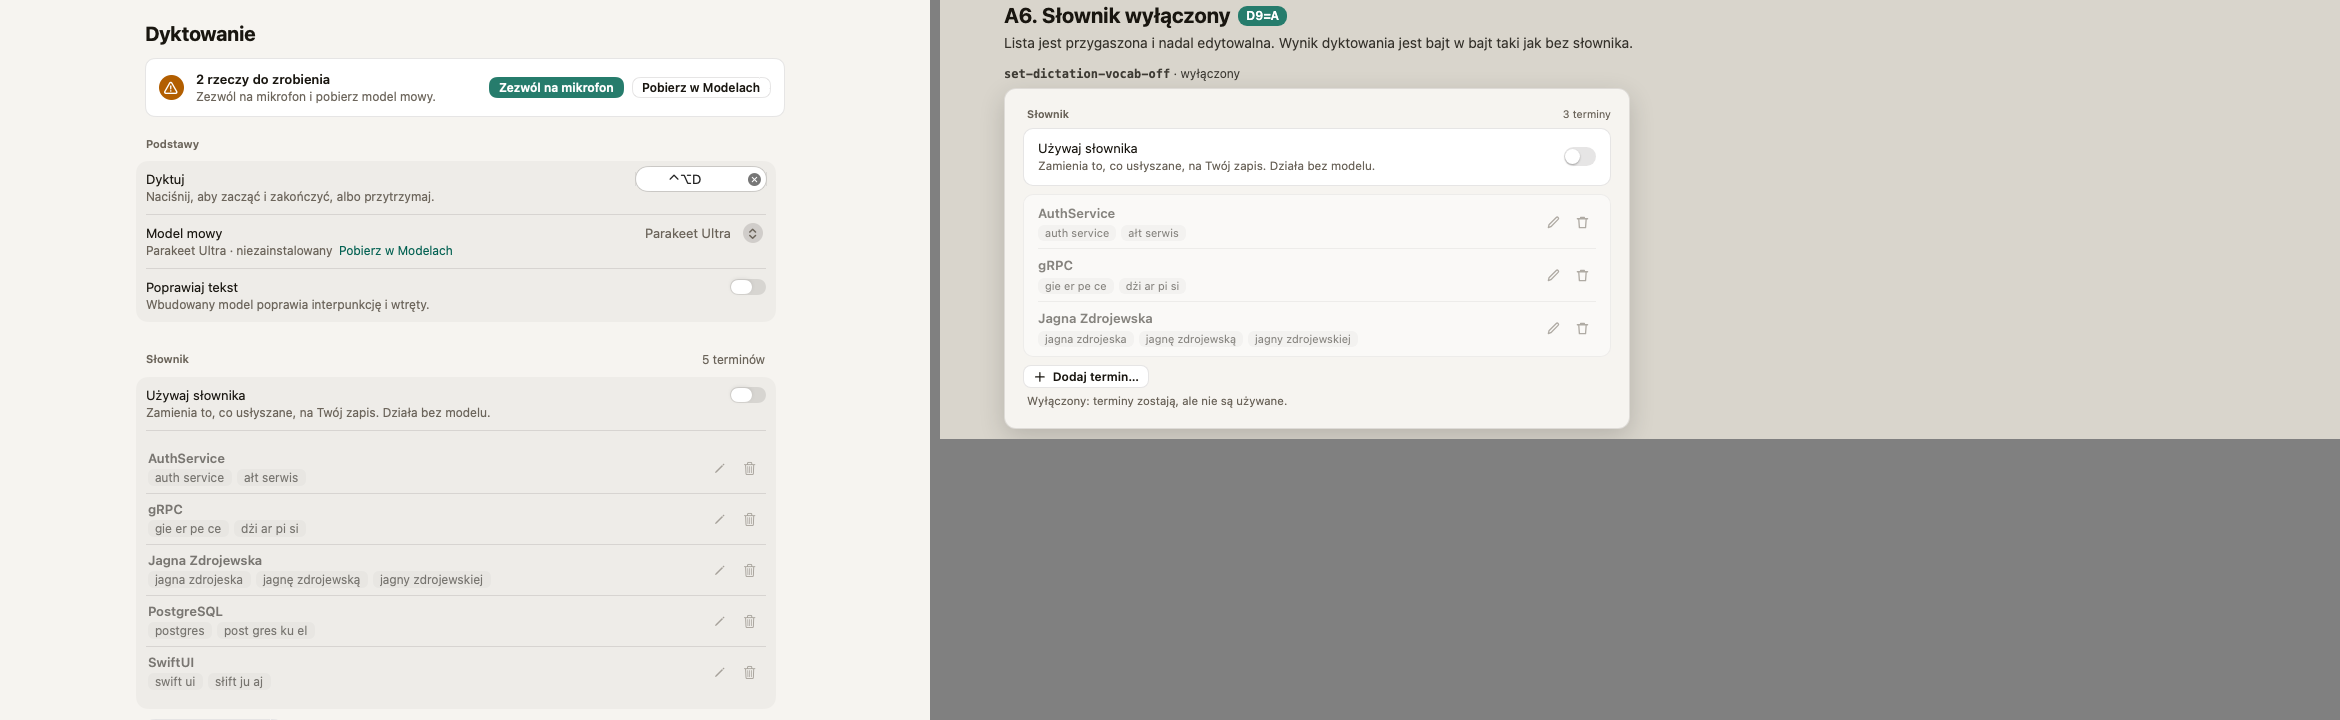 Dyktowanie
2 rzeczy do zrobienia
Zezwól na mikrofon i pobierz model mowy.
Zezwól na mikrofon
Pobierz w Modelach
Podstawy
Dyktuj
^⌥D
Naciśnij, aby zacząć i zakończyć, albo przytrzymaj.
Model mowy
Parakeet Ultra
Parakeet Ultra · niezainstalowany Pobierz w Modelach
Poprawiaj tekst
Wbudowany model poprawia interpunkcję i wtręty.
Słownik
5 terminów
Używaj słownika
Zamienia to, co usłyszane, na Twój zapis. Działa bez modelu.
AuthService
auth service ałt serwis
gRPC
gie er pe ce dżi ar pi si
Jagna Zdrojewska
jagna zdrojeska jagnę zdrojewską jagny zdrojewskiej
PostgreSQL
postgres post gres ku el
SwiftUI
swift ui słift ju aj
A6. Słownik wyłączony D9=A
Lista jest przygaszona i nadal edytowalna. Wynik dyktowania jest bajt w bajt taki jak bez słownika.
set-dictation-vocab-off · wyłączony
Słownik
3 terminy
Używaj słownika
Zamienia to, co usłyszane, na Twój zapis. Działa bez modelu.
AuthService
auth service ałt serwis
gRPC
gie er pe ce dżi ar pi si
Jagna Zdrojewska
jagna zdrojeska jagnę zdrojewską jagny zdrojewskiej
+ Dodaj termin...
Wyłączony: terminy zostają, ale nie są używane.